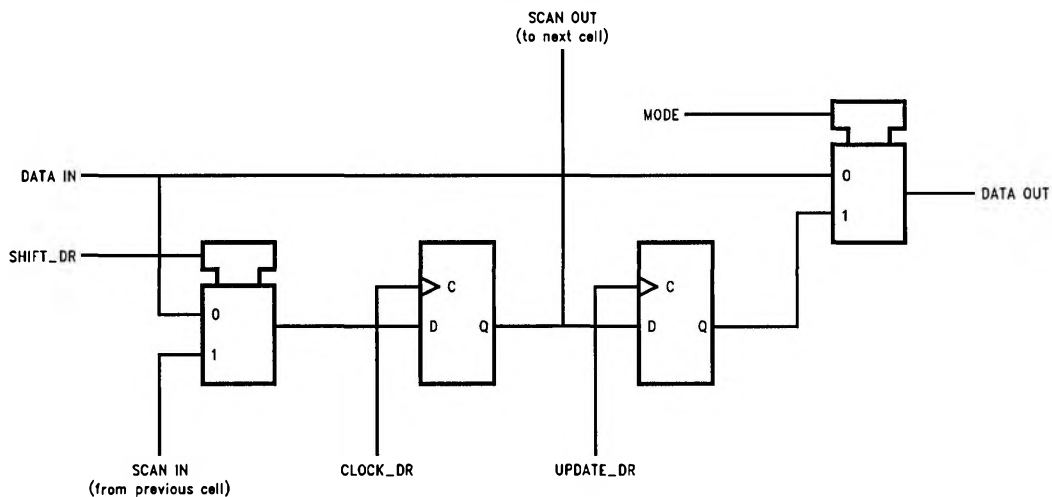 SCAN OUT
(to next cell)
MODE
DATA IN
0
DATA OUT
1
SHIFT_DR
C
C
0
D
Q
D
Q
1
SCAN IN
(from previous cell)
CLOCK_DR
UPDATE_DR